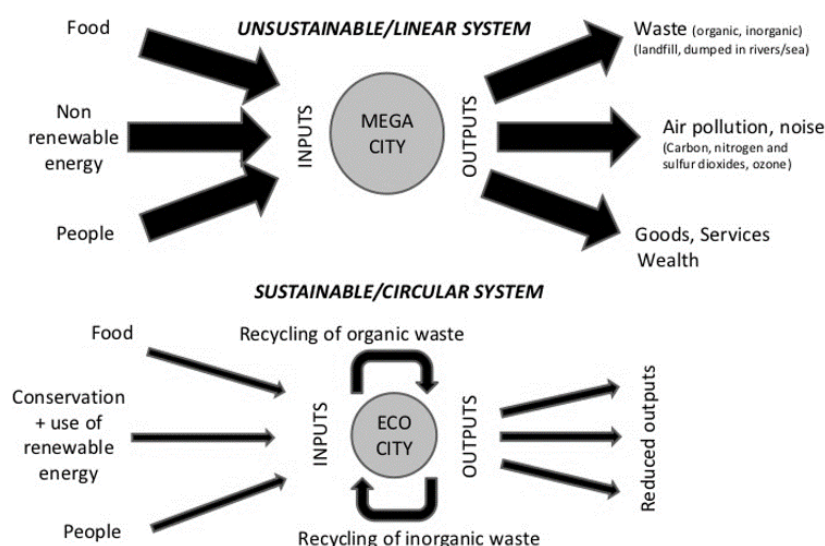 Food
UNSUSTAINABLE/LINEAR SYSTEM
Waste (organic, inorganic)
(landfill, dumped in rivers/sea)
Non
renewable
energy
INPUTS
MEGA
CITY
OUTPUTS
Air pollution, noise
(Carbon, nitrogen and
sulfur dioxides, ozone)
People
Goods, Services
Wealth
SUSTAINABLE/CIRCULAR SYSTEM
Food
Recycling of organic waste
Conservation
+ use of
renewable
energy
INPUTS
ECO
CITY
OUTPUTS
Reduced outputs
People
Recycling of inorganic waste